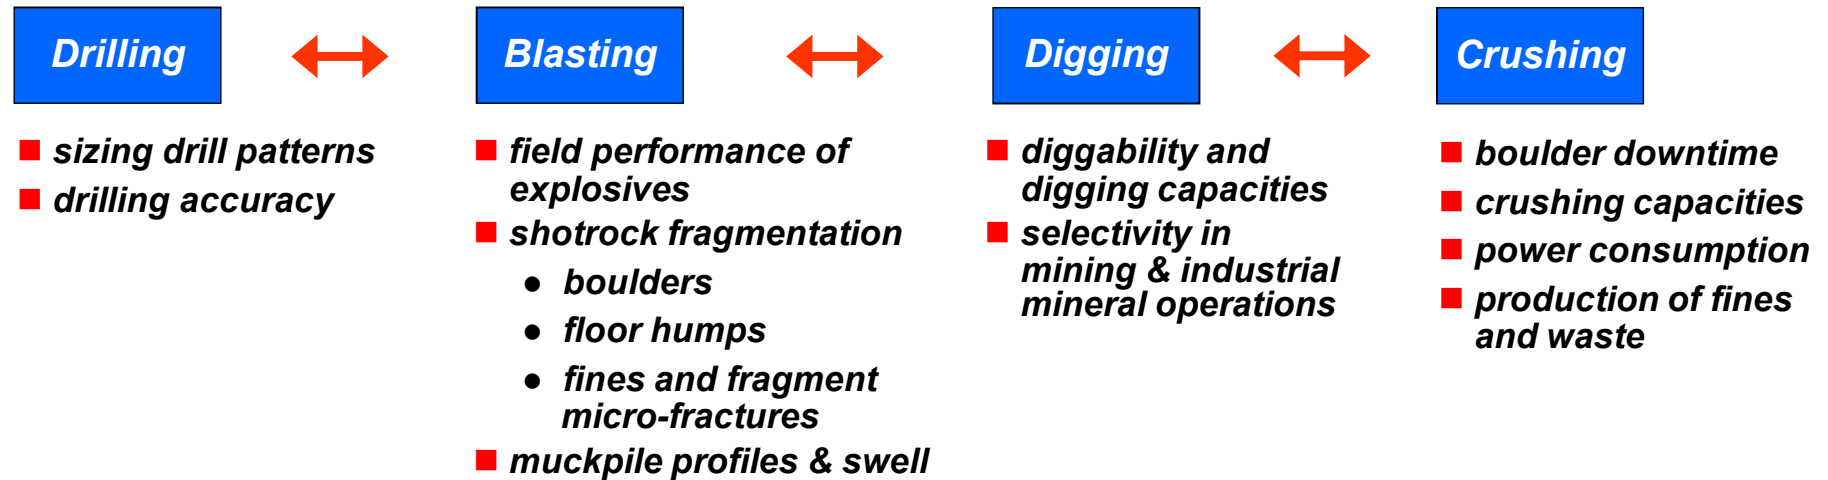 Drilling
sizing drill patterns
drilling accuracy
Blasting
field performance of
explosives
shotrock fragmentation
boulders
floor humps
fines and fragment
micro-fractures
muckpile profiles & swell
Digging
diggability and
digging capacities
selectivity in
mining & industrial
mineral operations
Crushing
boulder downtime
crushing capacities
power consumption
production of fines
and waste